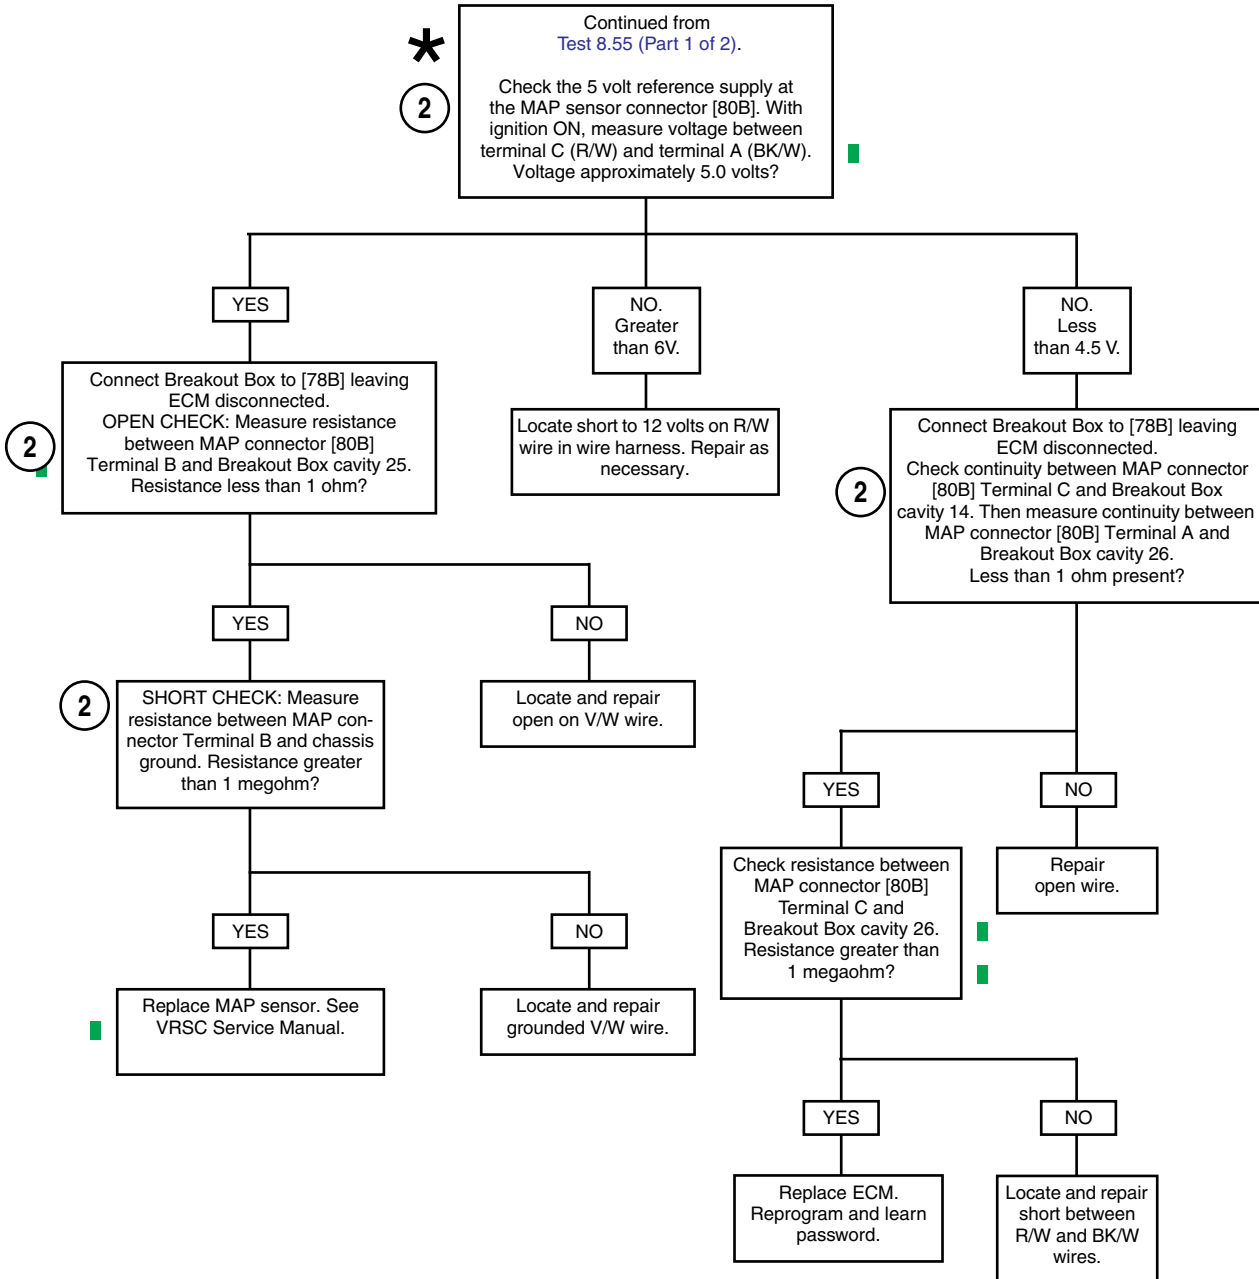 Continued from
Test 8.55 (Part 1 of 2).
*
2
Check the 5 volt reference supply at
the MAP sensor connector [80B]. With
ignition ON, measure voltage between
terminal C (R/W) and terminal A (BK/W).
Voltage approximately 5.0 volts?
YES
NO.
Greater
than 6V.
NO.
Less
than 4.5 V.
2
Connect Breakout Box to [78B] leaving
ECM disconnected.
OPEN CHECK: Measure resistance
between MAP connector [80B]
Terminal B and Breakout Box cavity 25.
Resistance less than 1 ohm?
Locate short to 12 volts on R/W
wire in wire harness. Repair as
necessary.
2
Connect Breakout Box to [78B] leaving
ECM disconnected.
Check continuity between MAP connector
[80B] Terminal C and Breakout Box
cavity 14. Then measure continuity between
MAP connector [80B] Terminal A and
Breakout Box cavity 26.
Less than 1 ohm present?
YES
NO
2
SHORT CHECK: Measure
resistance between MAP con-
nector Terminal B and chassis
ground. Resistance greater
than 1 megohm?
Locate and repair
open on V/W wire.
YES
NO
Check resistance between
MAP connector [80B]
Terminal C and
Breakout Box cavity 26.
Resistance greater than
1 megaohm?
Repair
open wire.
YES
NO
Replace MAP sensor. See
VRSC Service Manual.
Locate and repair
grounded V/W wire.
YES
NO
Replace ECM.
Reprogram and learn
password.
Locate and repair
short between
R/W and BK/W
wires.